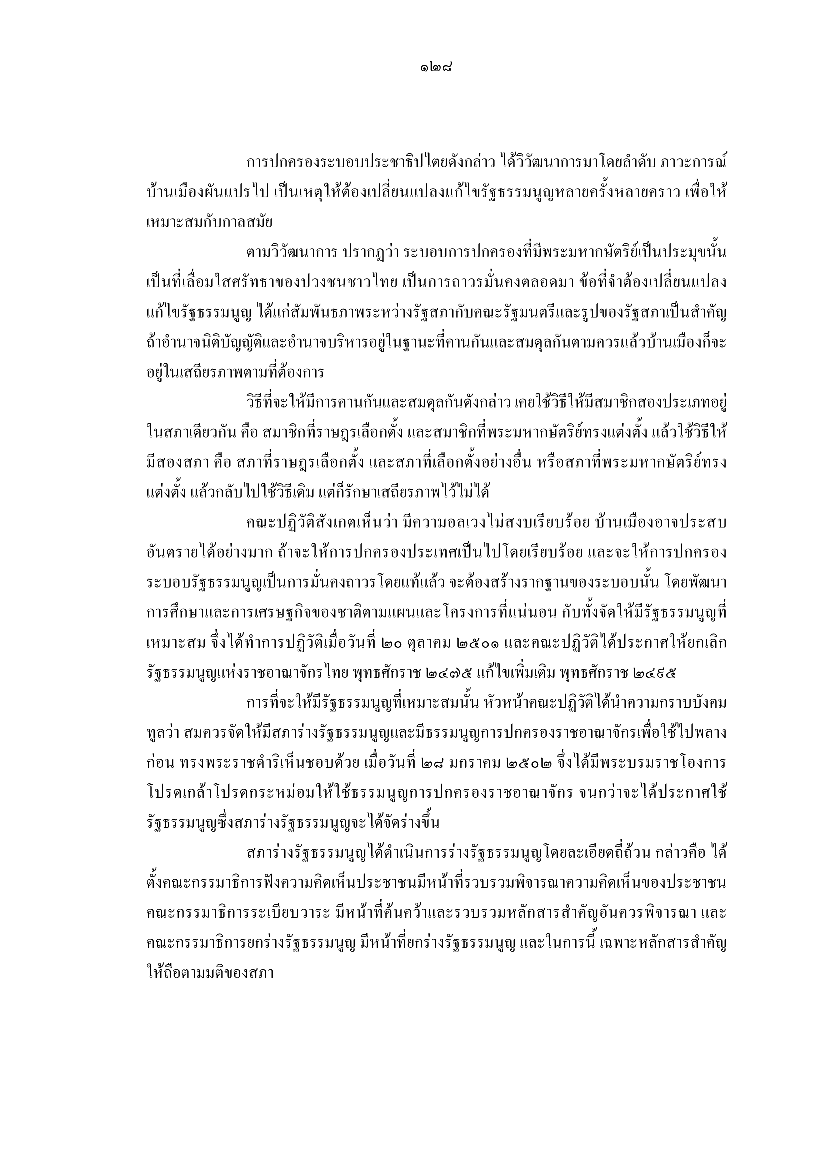 ๑๒๘
การปกครองระบอบประชาธิปไตยดังกล่าว ได้วิวัฒนาการมาโดยลำดับ ภาวะการณ์
บ้านเมืองผันแปรไป เป็นเหตุให้ต้องเปลี่ยนแปลงแก้ไขรัฐธรรมนูญหลายครั้งหลายคราว เพื่อให้
เหมาะสมกับกาลสมัย
ตามวิวัฒนาการ ปรากฏว่า ระบอบการปกครองที่มีพระมหากษัตริย์เป็นประมุขนั้น
เป็นที่เลื่อมใสศรัทธาของปวงชนชาวไทย เป็นการถาวรมั่นคงตลอดมา ข้อที่จำต้องเปลี่ยนแปลง
แก้ไขรัฐธรรมนูญ ได้แก่สัมพันธภาพระหว่างรัฐสภากับคณะรัฐมนตรีและรูปของรัฐสภาเป็นสำคัญ
ถ้าอำนาจนิติบัญญัติและอำนาจบริหารอยู่ในฐานะที่คานกันและสมดุลกันตามควรแล้วบ้านเมืองก็จะ
อยู่ในเสถียรภาพตามที่ต้องการ
วิธีที่จะให้มีการคานกันและสมดุลกันดังกล่าว เคยใช้วิธีให้มีสมาชิกสองประเภทอยู่
ในสภาเดียวกัน คือ สมาชิกที่ราษฎรเลือกตั้ง และสมาชิกที่พระมหากษัตริย์ทรงแต่งตั้ง แล้วใช้วิธีให้
มีสองสภา คือ สภาที่ราษฎรเลือกตั้ง และสภาที่เลือกตั้งอย่างอื่น หรือสภาที่พระมหากษัตริย์ทรง
แต่งตั้ง แล้วกลับไปใช้วิธีเดิม แต่ก็รักษาเสถียรภาพไว้ไม่ได้
คณะปฏิวัติสังเกตเห็นว่า มีความอลเวงไม่สงบเรียบร้อย บ้านเมืองอาจประสบ
อันตรายได้อย่างมาก ถ้าจะให้การปกครองประเทศเป็นไปโดยเรียบร้อย และจะให้การปกครอง
ระบอบรัฐธรรมนูญเป็นการมั่นคงถาวรโดยแท้แล้ว จะต้องสร้างรากฐานของระบอบนั้น โดยพัฒนา
การศึกษาและการเศรษฐกิจของชาติตามแผนและโครงการที่แน่นอน กับทั้งจัดให้มีรัฐธรรมนูญที่
เหมาะสม จึงได้ทำการปฏิวัติเมื่อวันที่ ๒๐ ตุลาคม ๒๕๐๑ และคณะปฏิวัติได้ประกาศให้ยกเลิก
รัฐธรรมนูญแห่งราชอาณาจักรไทย พุทธศักราช ๒๔๗๕ แก้ไขเพิ่มเติม พุทธศักราช ๒๔๙๕
การที่จะให้มีรัฐธรรมนูญที่เหมาะสมนั้น หัวหน้าคณะปฏิวัติได้นำความกราบบังคม
ทูลว่า สมควรจัดให้มีสภาร่างรัฐธรรมนูญและมีธรรมนูญการปกครองราชอาณาจักรเพื่อใช้ไปพลาง
ก่อน ทรงพระราชดำริเห็นชอบด้วย เมื่อวันที่ ๒๘ มกราคม ๒๕๐๒ จึงได้มีพระบรมราชโองการ
โปรดเกล้าโปรดกระหม่อมให้ใช้ธรรมนูญการปกครองราชอาณาจักร จนกว่าจะได้ประกาศใช้
รัฐธรรมนูญซึ่งสภาร่างรัฐธรรมนูญจะได้จัดร่างขึ้น
สภาร่างรัฐธรรมนูญได้ดำเนินการร่างรัฐธรรมนูญโดยละเอียดถี่ถ้วน กล่าวคือ ได้
ตั้งคณะกรรมาธิการฟังความคิดเห็นประชาชนมีหน้าที่รวบรวมพิจารณาความคิดเห็นของประชาชน
คณะกรรมาธิการระเบียบวาระ มีหน้าที่ค้นคว้าและรวบรวมหลักสารสำคัญอันควรพิจารณา และ
คณะกรรมาธิการยกร่างรัฐธรรมนูญ มีหน้าที่ยกร่างรัฐธรรมนูญ และในการนี้ เฉพาะหลักสารสำคัญ
ให้ถือตามมติของสภา